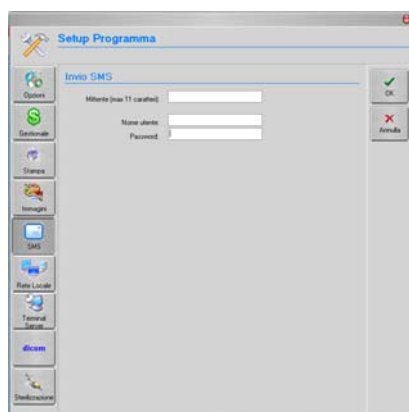 Setup Programma
Invio SMS
Mittente (max 11 caratteri):
Nome utente:
Password:
OK
Annulla
Opzioni
Gestionale
Stampa
Immagini
SMS
Rete Locale
Terminal Server
dicom
Sterilizzazione